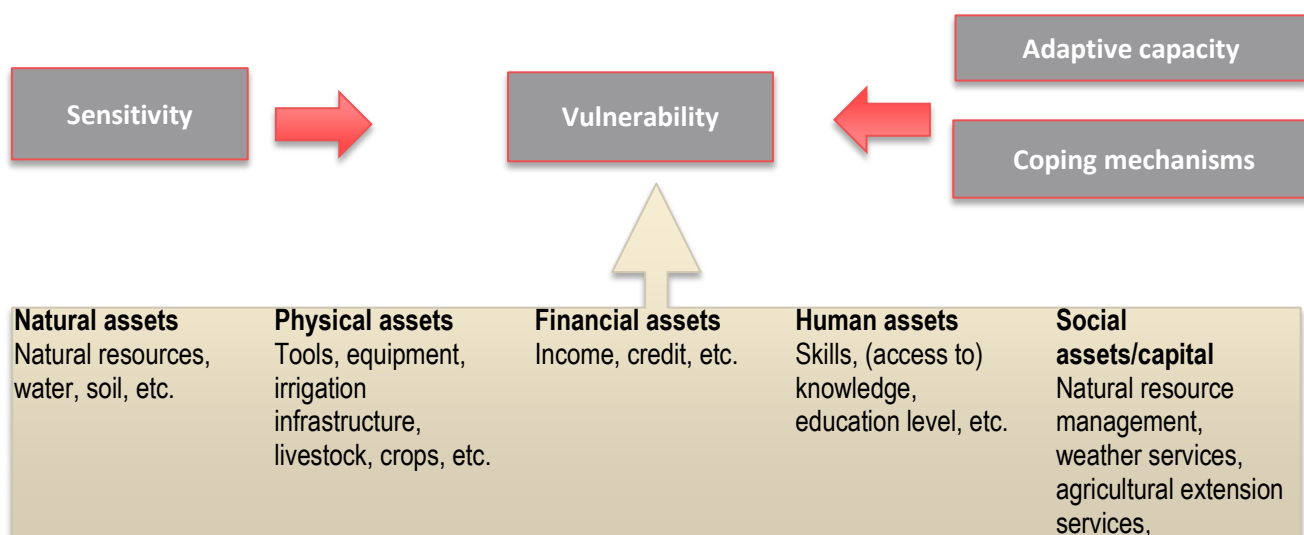 Adaptive capacity
Sensitivity
Vulnerability
Coping mechanisms
Natural assets
Natural resources,
water, soil, etc.
Physical assets
Tools, equipment,
irrigation
infrastructure,
livestock, crops, etc.
Financial assets
Income, credit, etc.
Human assets
Skills, (access to)
knowledge,
education level, etc.
Social
assets/capital
Natural resource
management,
weather services,
agricultural extension
services,